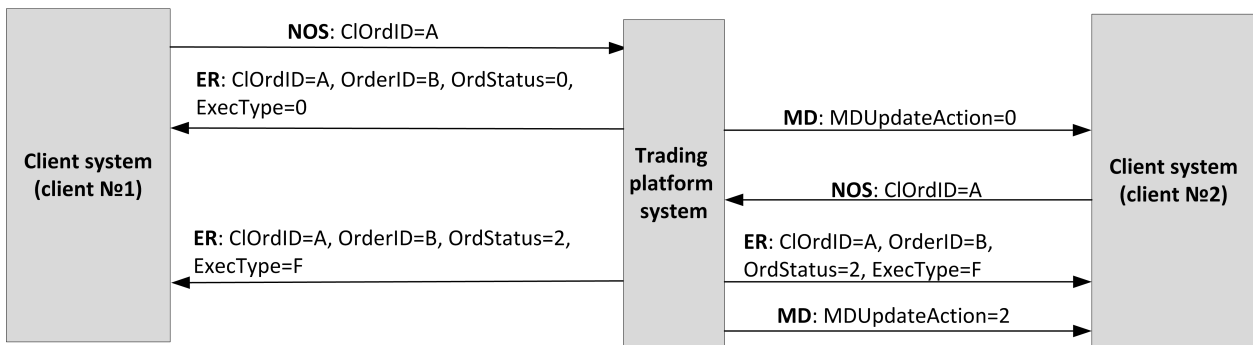 NOS: ClOrdID=A
ER: ClOrdID=A, OrderID=B, OrdStatus=0,
ExecType=0
MD: MDUpdateAction=0
Client system
(client №1)
Trading
platform
system
Client system
(client №2)
NOS: ClOrdID=A
ER: ClOrdID=A, OrderID=B, OrdStatus=2,
ExecType=F
ER: ClOrdID=A, OrderID=B,
OrdStatus=2, ExecType=F
MD: MDUpdateAction=2